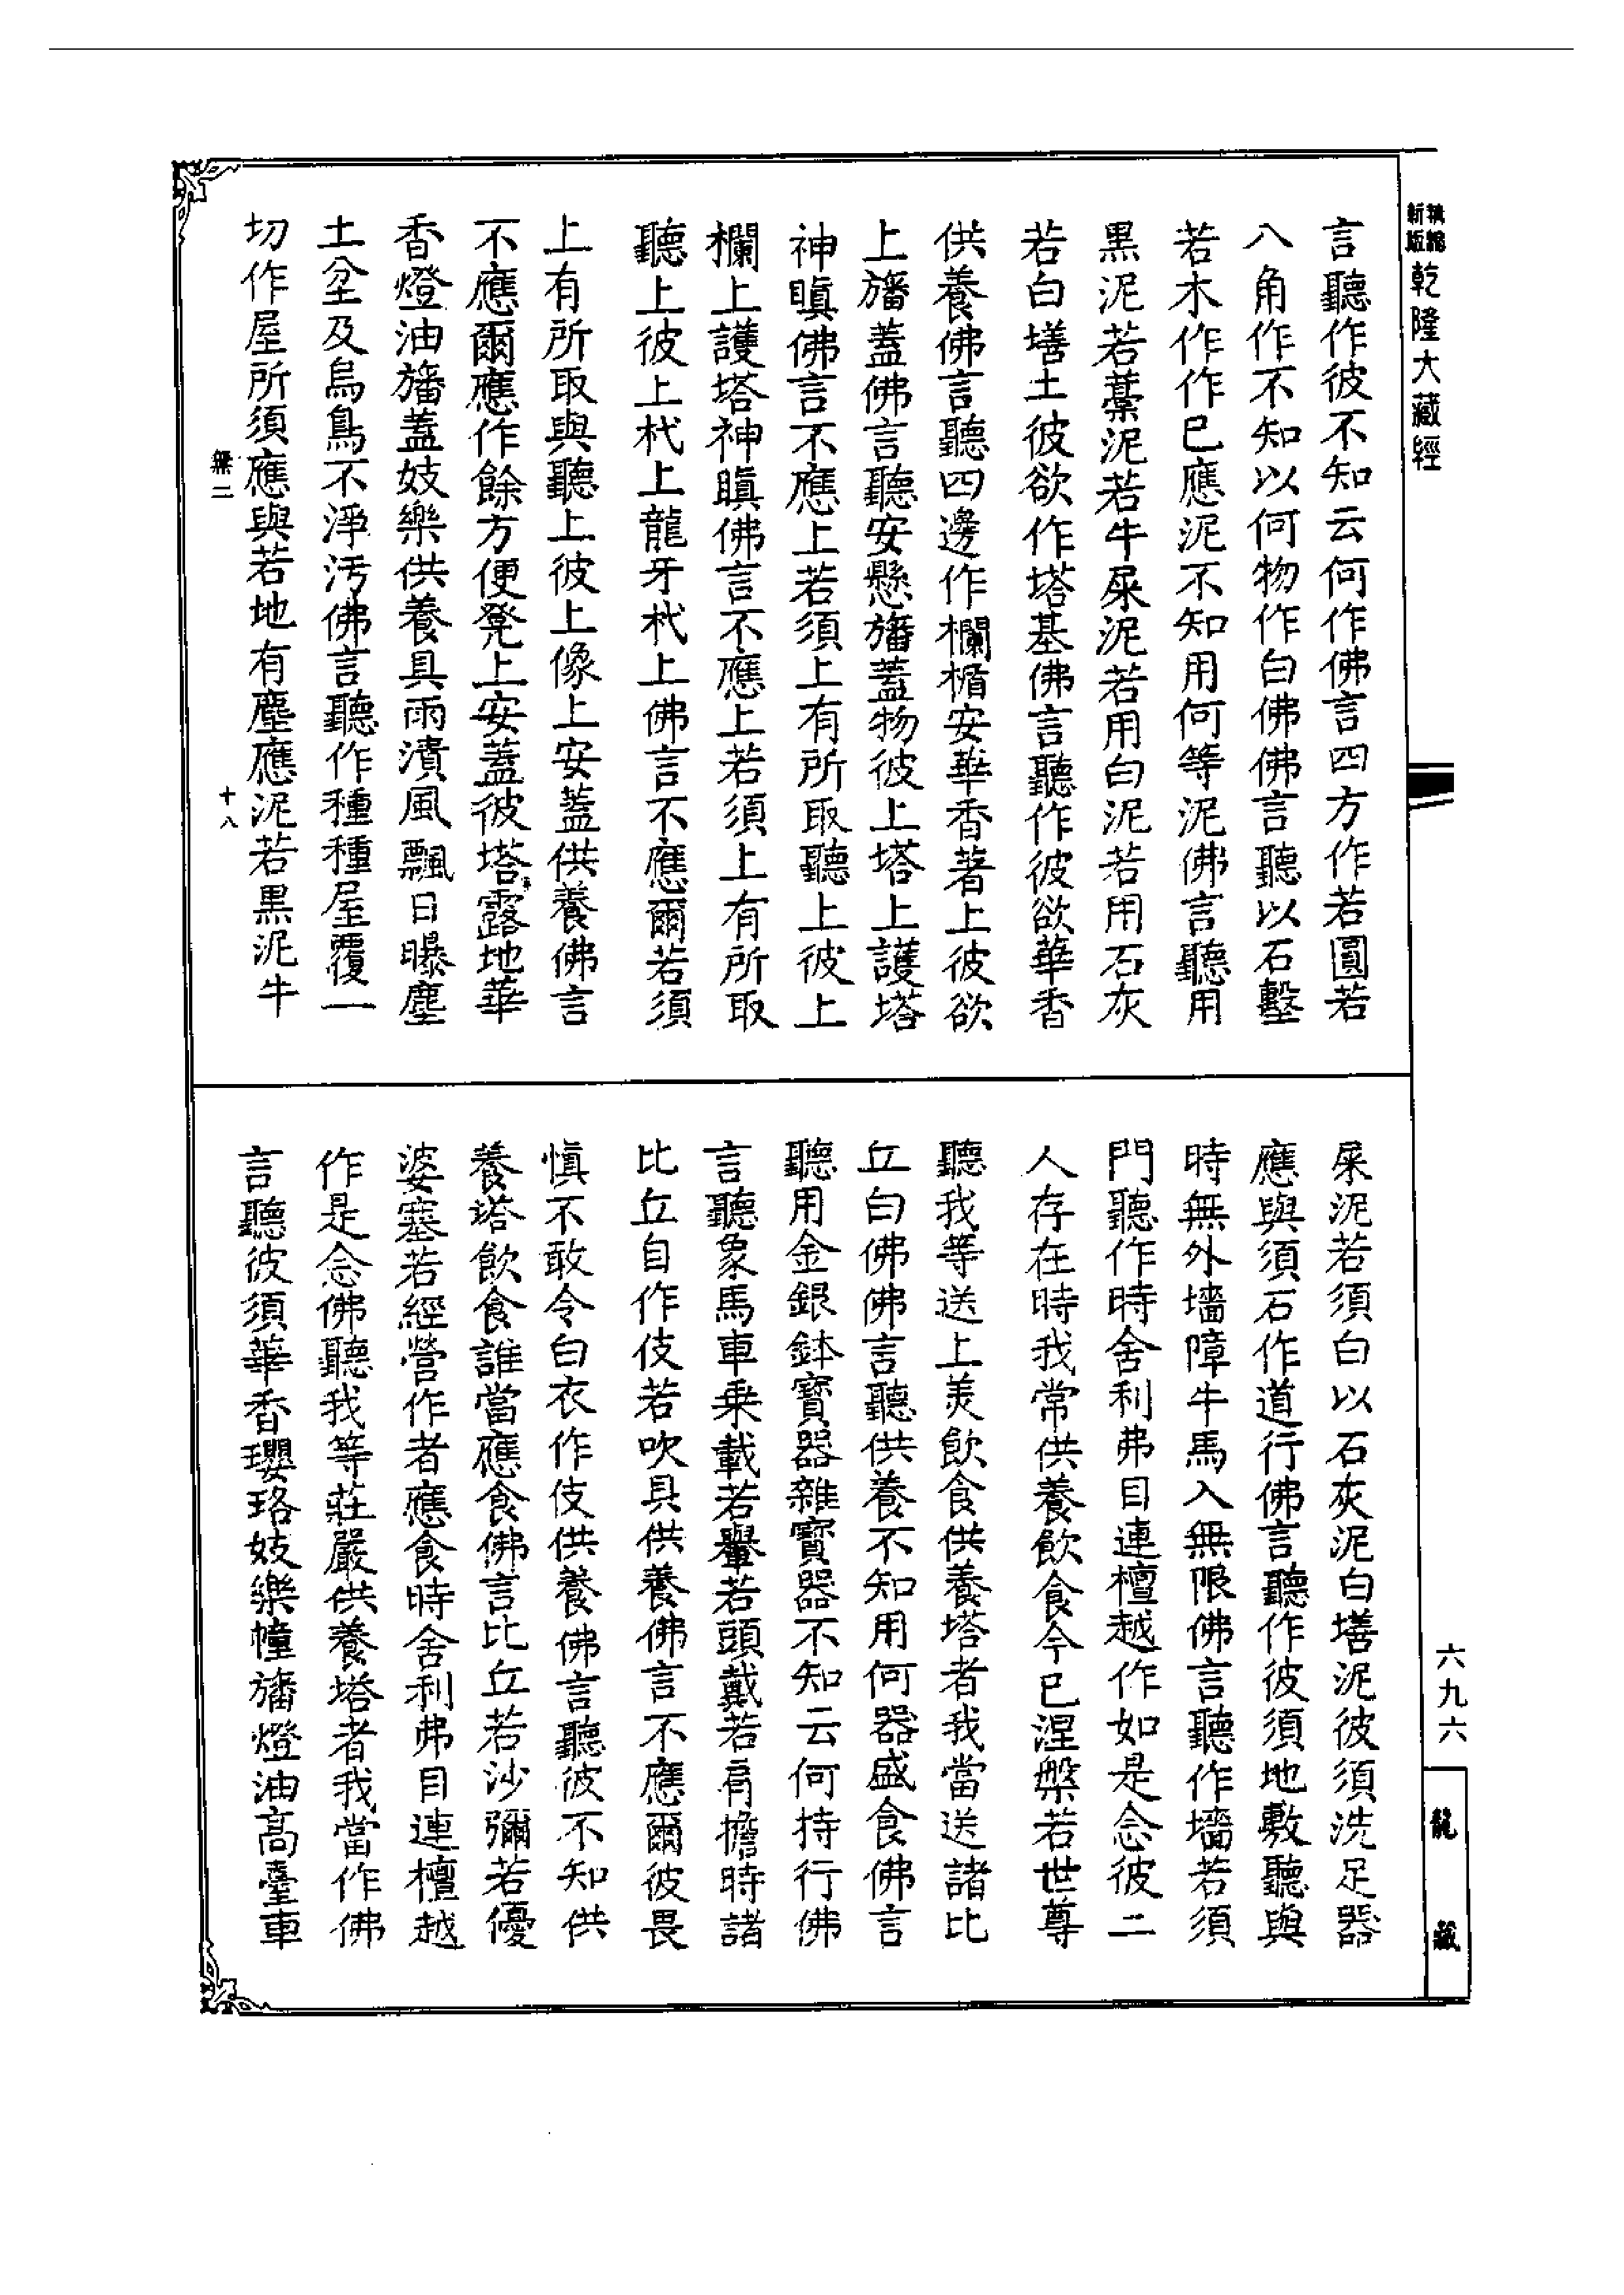 新版
乾隆大藏經
言聽作彼不知云何作佛言四方作若圓若
八角作不知以何物作白佛佛言聽以石墼
若木作作已應泥不知用何等泥佛言聽用
黑泥若藁泥若牛屎泥若用白泥若用石灰
若白墡土彼欲作塔基佛言聽作彼欲華香
供養佛言聽四邊作欄楯安華香著上彼欲
上旛蓋佛言聽安懸旛蓋物彼上塔上護塔
神瞋佛言不應上若須上有所取聽上彼上
欄上護塔神瞋佛言不應上若須上有所取
聽上彼上杙上龍牙杙上佛言不應爾若須
上有所取與聽上彼上像上安蓋供養佛言
不應爾應作餘方便凳上安蓋彼塔露地華
香燈油旛蓋妓樂供養具雨漬風飄日曝塵
土坌及烏鳥不淨汚佛言聽作種種屋覆一
切作屋所須應與若地有塵應泥若黑泥牛
無二
十八
屎泥若須白以石灰泥白墡泥彼須洗足器
應與須石作道行佛言聽作彼須地敷聽與
時無外墻障牛馬入無限佛言聽作墻若須
門聽作時舍利弗目連檀越作如是念彼二
人存在時我常供養飲食今已涅槃若世尊
聽我等送上美飲食供養塔者我當送諸比
丘白佛佛言聽供養不知用何器盛食佛言
聽用金銀鉢寶器雜寶器不知云何持行佛
言聽象馬車乗載若轝若頭戴若肩擔時諸
比丘自作伎若吹貝供養佛言不應爾彼畏
慎不敢令白衣作伎供養佛言聽彼不知供
養塔飲食誰當應食佛言比丘若沙彌若優
婆塞若經營作者應食時舍利弗目連檀越
作是念佛聽我等莊嚴供養塔者我當作佛
言聽彼須華香瓔珞妓樂幢旛燈油高臺車
六九六
龍藏